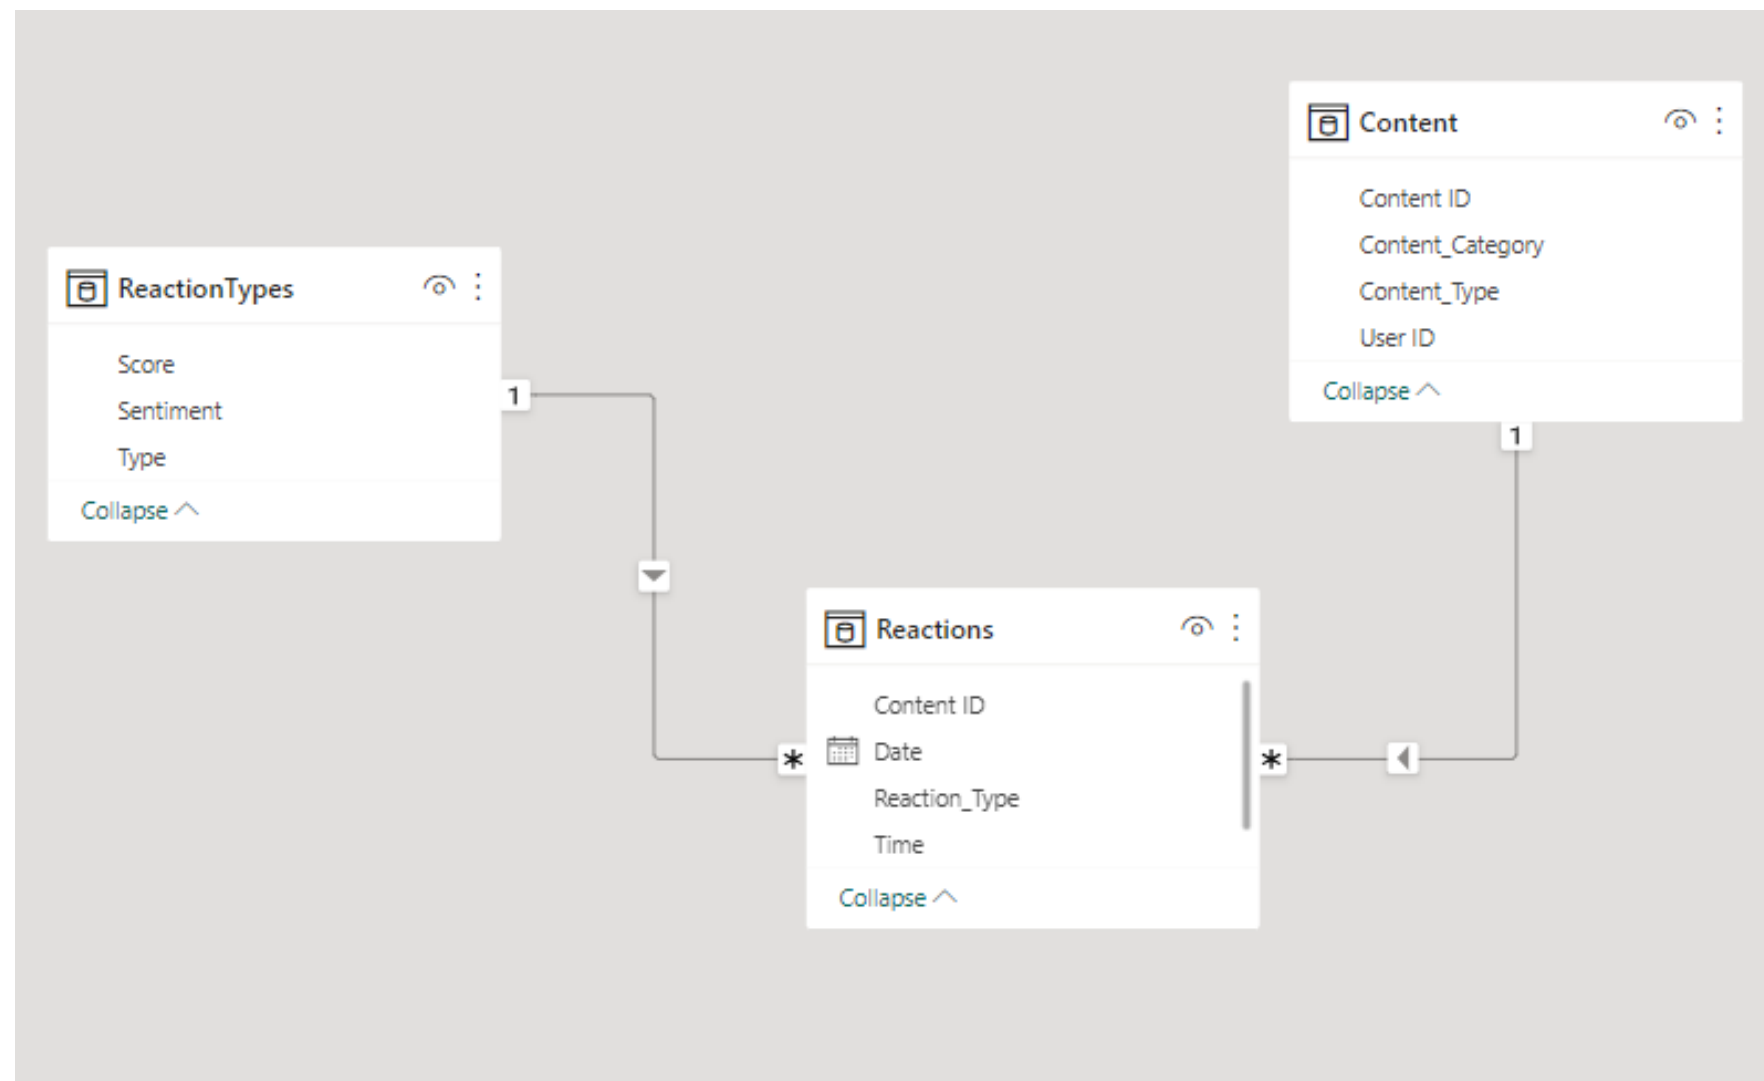 ReactionTypes
Score
Sentiment
Type
Collapse
1
Content
Content ID
Content_Category
Content_Type
User ID
Collapse
1
Reactions
Content ID
Date
Reaction_Type
Time
Collapse
*
*